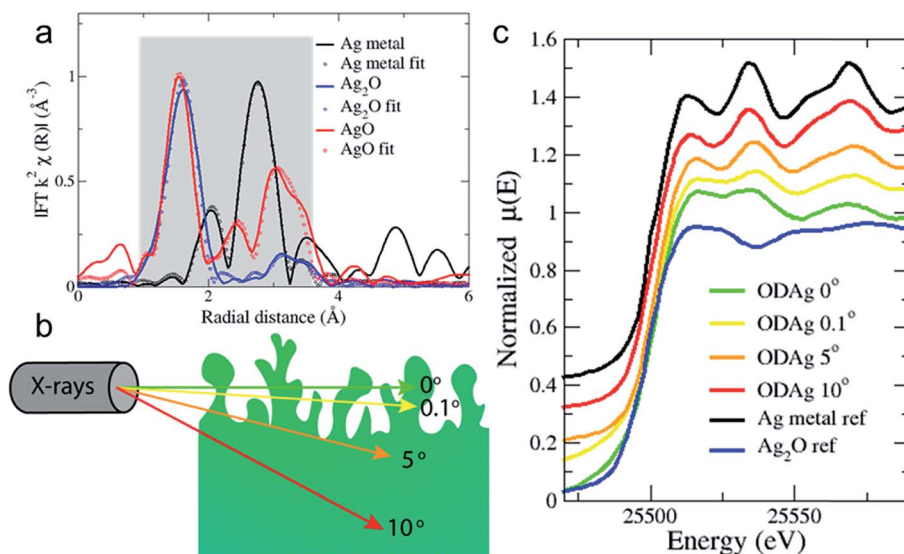 a
|FT k² χ (R)| (Å⁻³)
1
0.5
0
0
2
4
6
Radial distance (Å)
Ag metal
Ag metal fit
Ag₂O
Ag₂O fit
AgO
AgO fit
b
X-rays
0°
0.1°
5°
10°
c
Normalized μ(E)
1.6
1.4
1.2
1
0.8
0.6
0.4
0.2
0
25500
25550
Energy (eV)
ODAg 0°
ODAg 0.1°
ODAg 5°
ODAg 10°
Ag metal ref
Ag₂O ref